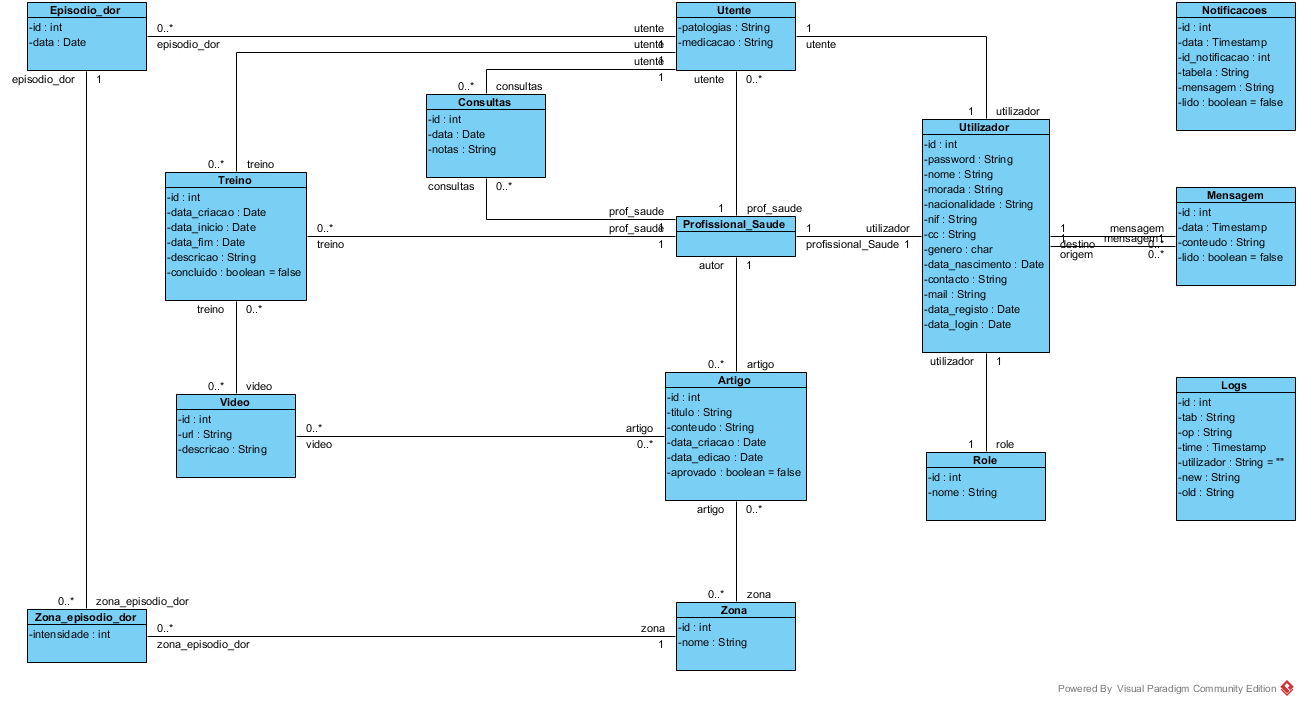 Episodio_dor
-id : int
-data : Date
0..*
episodio_dor
episodio_dor
1
utente
1
utente
1
utente
1
Utente
-patologias : String
-medicacao : String
1
utente
utente
0..*
Notificacoes
-id : int
-data : Timestamp
-id_notificacao : int
-tabela : String
-mensagem : String
-lido : boolean = false
0..*
consultas
Consultas
-id : int
-data : Date
-notas : String
consultas
0..*
1
utilizador
Utilizador
-id : int
-password : String
-nome : String
-morada : String
-nacionalidade : String
-nif : String
-cc : String
-genero : char
-data_nascimento : Date
-contacto : String
-mail : String
-data_registo : Date
-data_login : Date
utilizador
1
0..*
treino
Treino
-id : int
-data_criacao : Date
-data_inicio : Date
-data_fim : Date
-descricao : String
-concluido : boolean = false
0..*
treino
treino
0..*
1
prof_saude
prof_saude
1
prof_saude
1
Profissional_Saude
1
profissional_Saude
utilizador
1
autor
1
1
destino
1
origem
mensagem
0..*
mensagem
0..*
Mensagem
-id : int
-data : Timestamp
-conteudo : String
-lido : boolean = false
0..*
video
Video
-id : int
-url : String
-descricao : String
0..*
video
artigo
0..*
0..*
artigo
Artigo
-id : int
-titulo : String
-conteudo : String
-data_criacao : Date
-data_edicao : Date
-aprovado : boolean = false
artigo
0..*
1
role
Role
-id : int
-nome : String
Logs
-id : int
-tab : String
-op : String
-time : Timestamp
-utilizador : String = ""
-new : String
-old : String
0..*
zona_episodio_dor
Zona_episodio_dor
-intensidade : int
0..*
zona_episodio_dor
zona
1
0..*
zona
Zona
-id : int
-nome : String
Powered By Visual Paradigm Community Edition